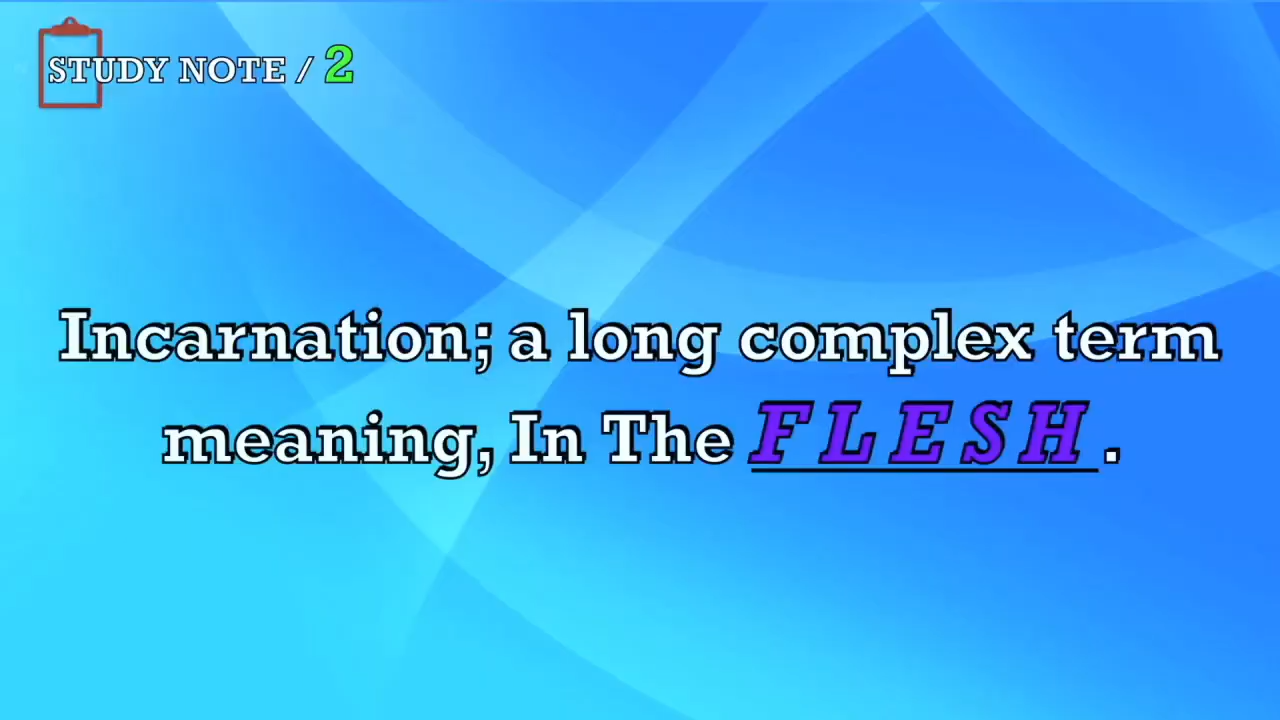 STUDY NOTE / 2
Incarnation; a long complex term
meaning, In The FLESH.